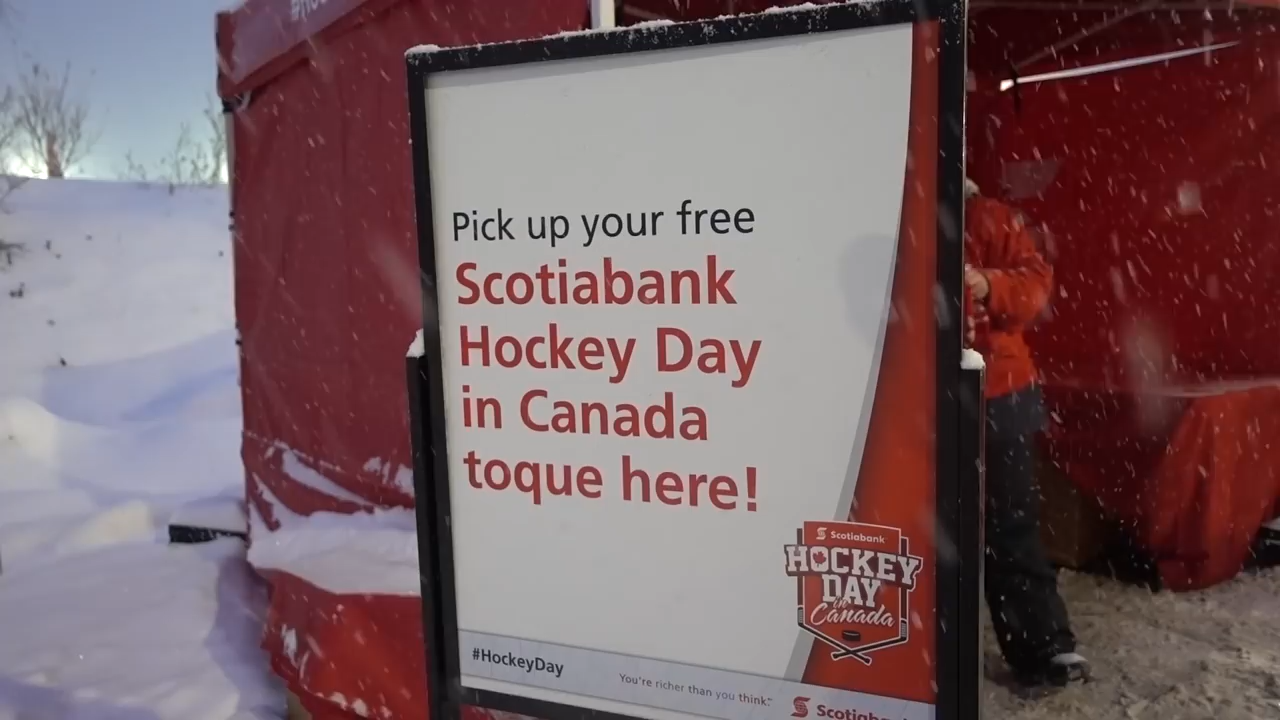 Pick up your free
Scotiabank
Hockey Day
in Canada
toque here!
Scotiabank
HOCKEY
DAY
in
Canada
#HockeyDay
You're richer than you think.
Scotiabank